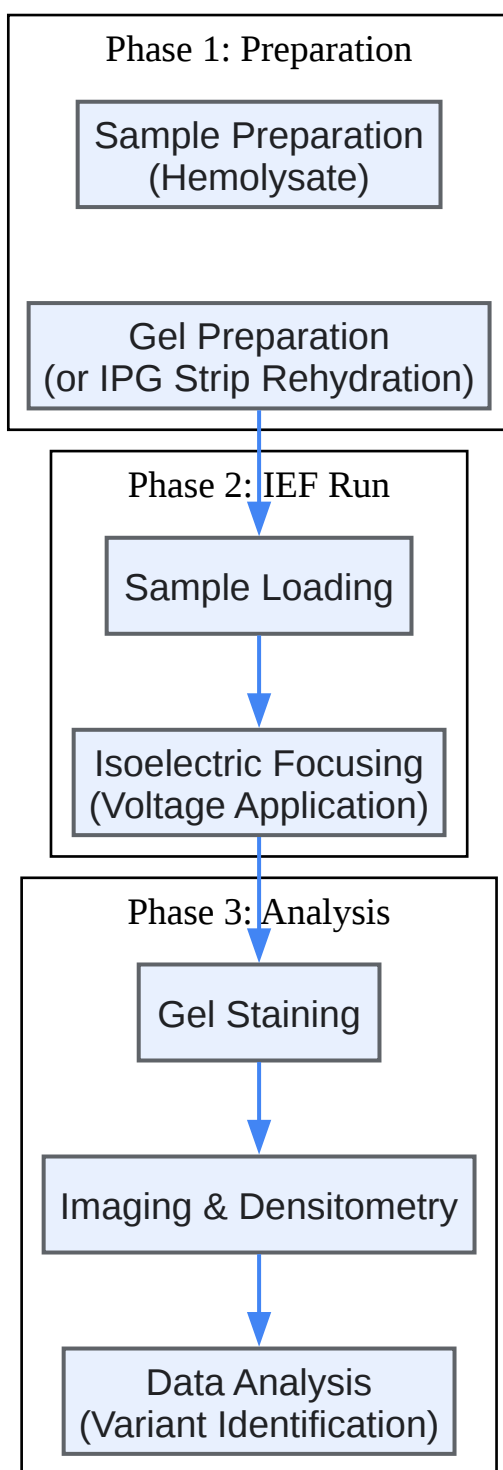 Phase 1: Preparation
Sample Preparation
(Hemolysate)
Gel Preparation
(or IPG Strip Rehydration)
Phase 2: IEF Run
Sample Loading
Isoelectric Focusing
(Voltage Application)
Phase 3: Analysis
Gel Staining
Imaging & Densitometry
Data Analysis
(Variant Identification)